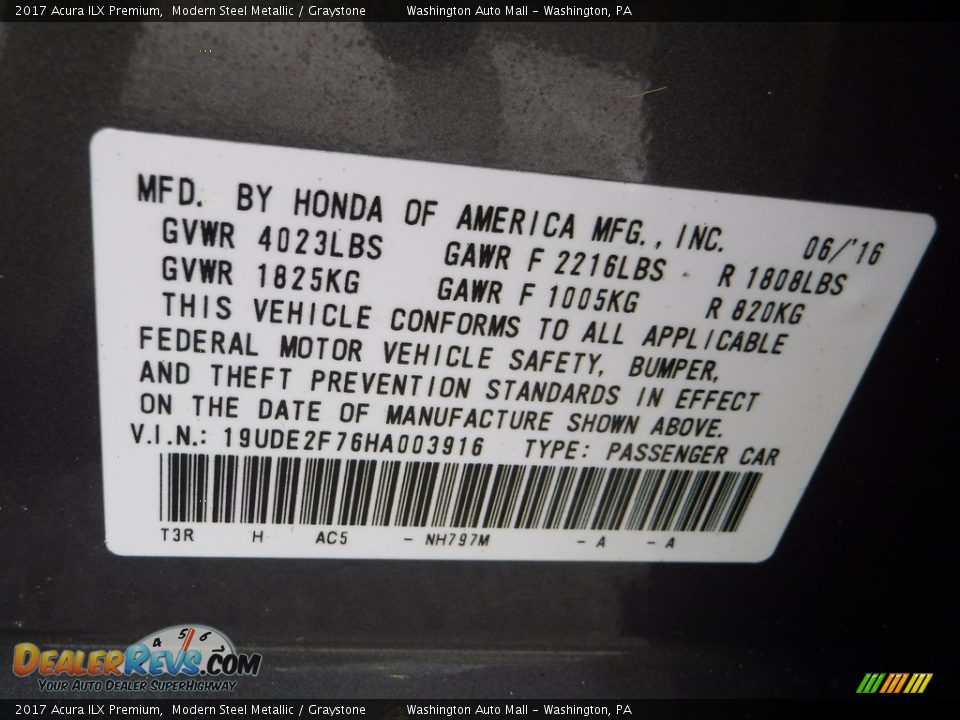 2017 Acura ILX Premium, Modern Steel Metallic / Graystone Washington Auto Mall - Washington, PA
MFD. BY HONDA OF AMERICA MFG., INC. 06/'16
GVWR 4023LBS GAWR F 2216LBS R 1808LBS
GVWR 1825KG GAWR F 1005KG R 820KG
THIS VEHICLE CONFORMS TO ALL APPLICABLE
FEDERAL MOTOR VEHICLE SAFETY, BUMPER,
AND THEFT PREVENTION STANDARDS IN EFFECT
ON THE DATE OF MANUFACTURE SHOWN ABOVE.
V.I.N.: 19UDE2F76HA003916 TYPE: PASSENGER CAR
T3R H AC5 - NH797M - A - A
4 5 6
DEALERREVS.COM
YOUR AUTO DEALER SUPERHIGHWAY
2017 Acura ILX Premium, Modern Steel Metallic / Graystone Washington Auto Mall - Washington, PA